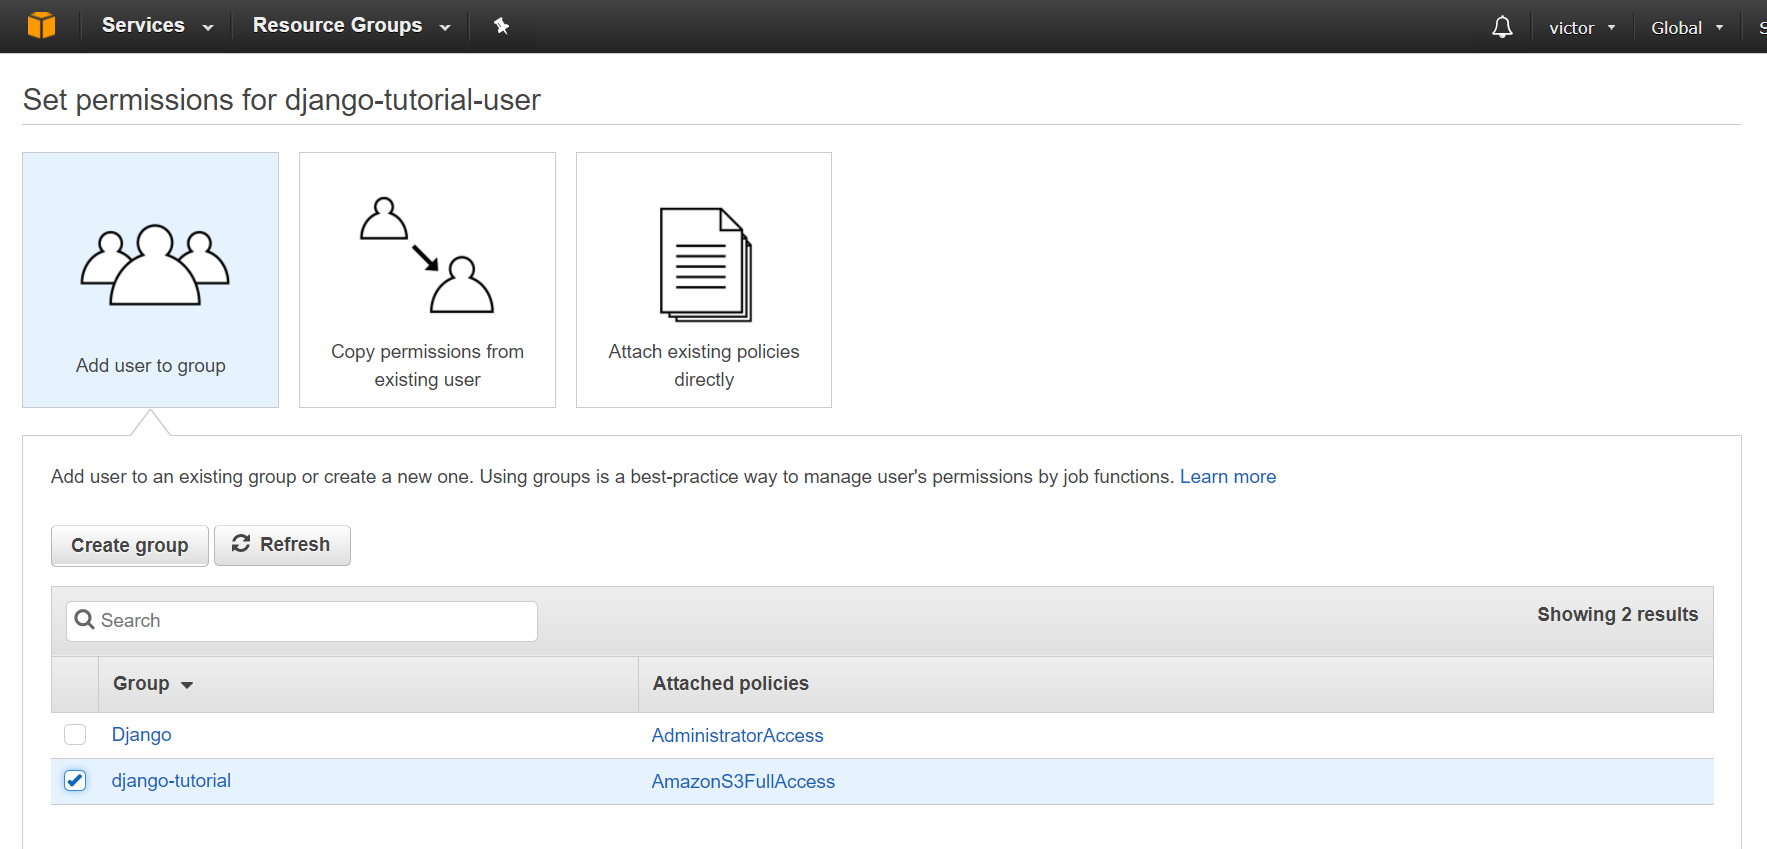 Services Resource Groups victor Global S
Set permissions for django-tutorial-user
Add user to group
Copy permissions from
existing user
Attach existing policies
directly
Add user to an existing group or create a new one. Using groups is a best-practice way to manage user's permissions by job functions. Learn more
Create group Refresh
Search Showing 2 results
Group Attached policies
Django AdministratorAccess
django-tutorial AmazonS3FullAccess